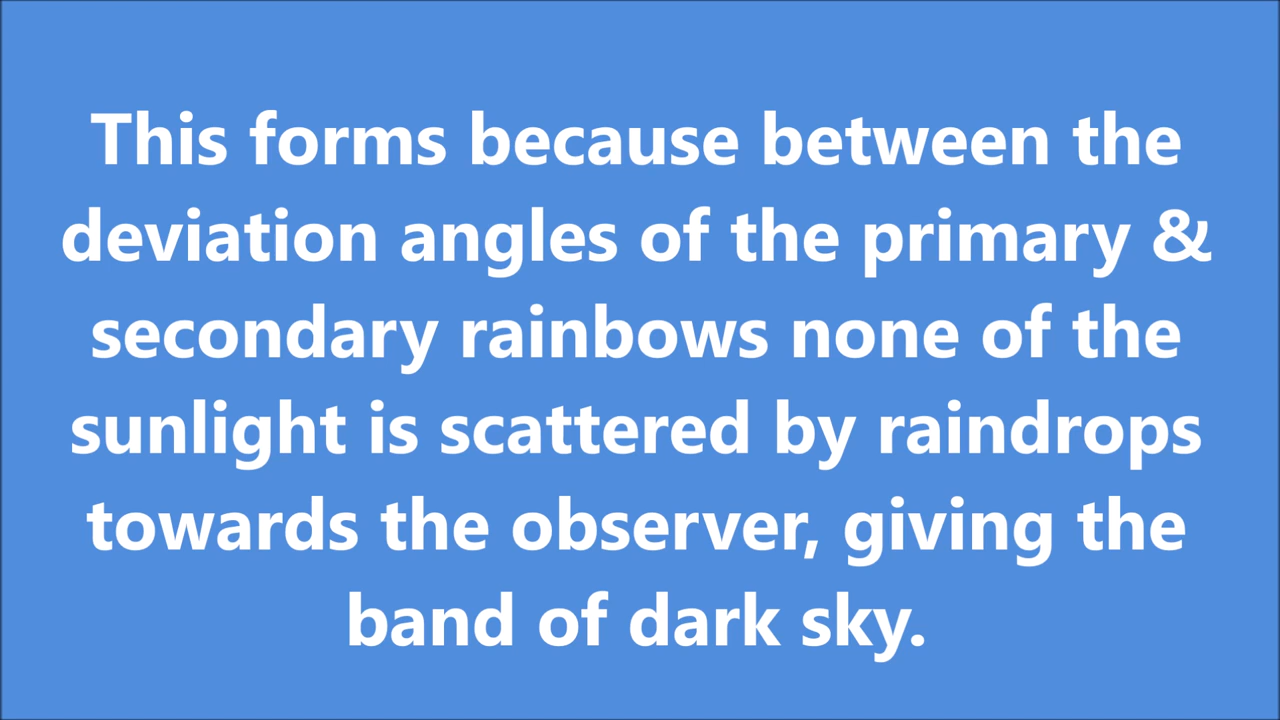 This forms because between the
deviation angles of the primary &
secondary rainbows none of the
sunlight is scattered by raindrops
towards the observer, giving the
band of dark sky.